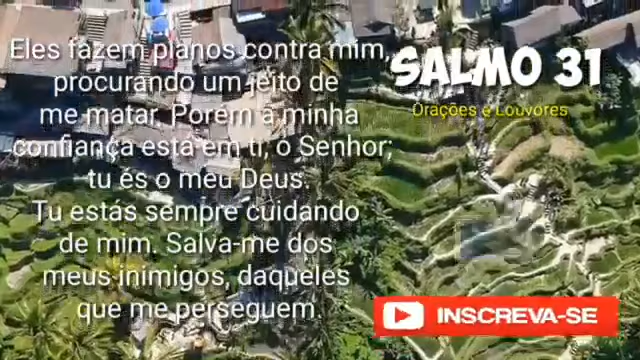 Eles fazem planos contra mim,
procurando um jeito de
me matar. Porém a minha
confiança está em ti, ó Senhor;
tu és o meu Deus.
Tu estás sempre cuidando
de mim. Salva-me dos
meus inimigos, daqueles
que me perseguem.
SALMO 31
Orações e Louvores
INSCREVA-SE